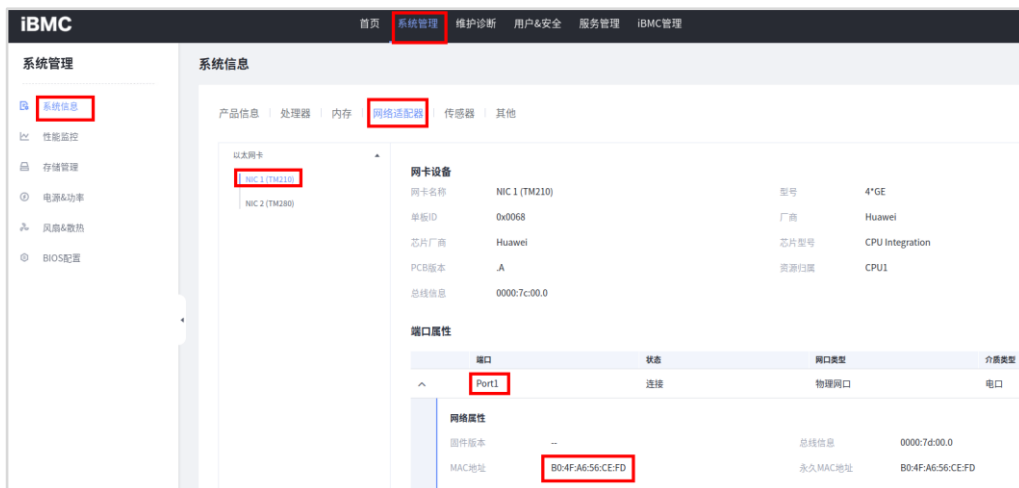 iBMC 首页 系统管理 维护诊断 用户&安全 服务管理 iBMC管理
系统管理
系统信息
性能监控
存储管理
电源&功率
风扇&散热
BIOS配置
系统信息
产品信息 处理器 内存 网络适配器 传感器 其他
以太网卡
NIC 1 (TM210)
NIC 2 (TM280)
网卡设备
网卡名称 NIC 1 (TM210) 型号 4*GE
单板ID 0x0068 厂商 Huawei
芯片厂商 Huawei 芯片型号 CPU Integration
PCB版本 .A 资源归属 CPU1
总线信息 0000:7c:00.0
端口属性
端口 状态 网口类型 介质类型
Port1 连接 物理网口 电口
网络属性
固件版本 -- 总线信息 0000:7d:00.0
MAC地址 B0:4F:A6:56:CE:FD 永久MAC地址 B0:4F:A6:56:CE:FD